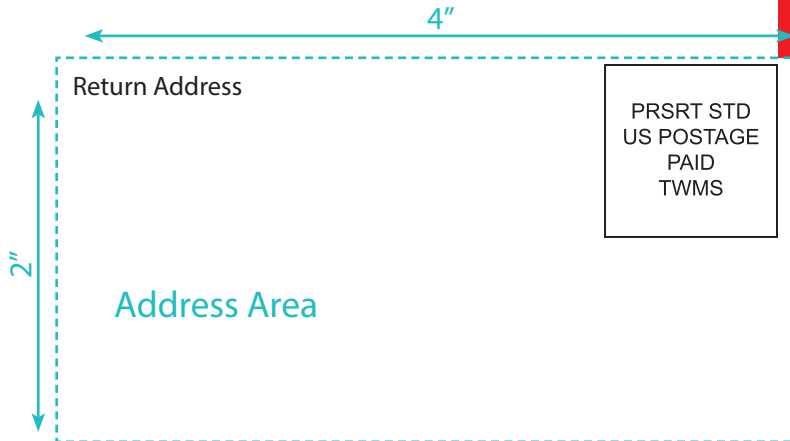 4”
Return Address
PRSRT STD
US POSTAGE
PAID
TWMS
2”
Address Area